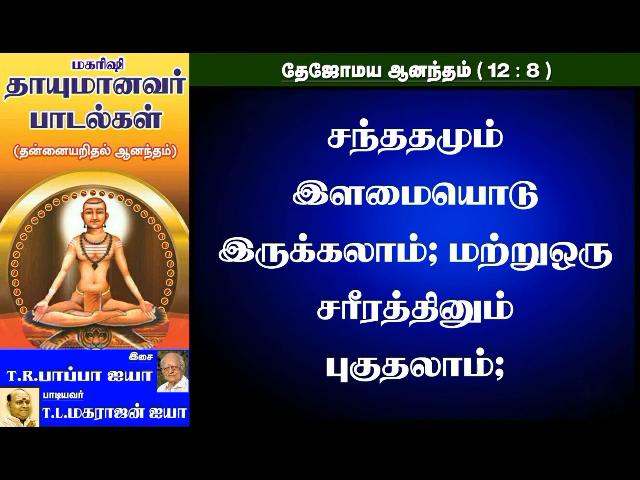 மகரிஷி
தாயுமானவர்
பாடல்கள்
(தன்னையறிதல் ஆனந்தம்)
இசை
T.R.பாப்பா ஐயா
பாடியவர்
T.L.மகராஜன் ஐயா
தேஜோமய ஆனந்தம் ( 12 : 8 )
சந்ததமும்
இளமையொடு
இருக்கலாம்; மற்றுஒரு
சரீரத்தினும்
புகுதலாம்;